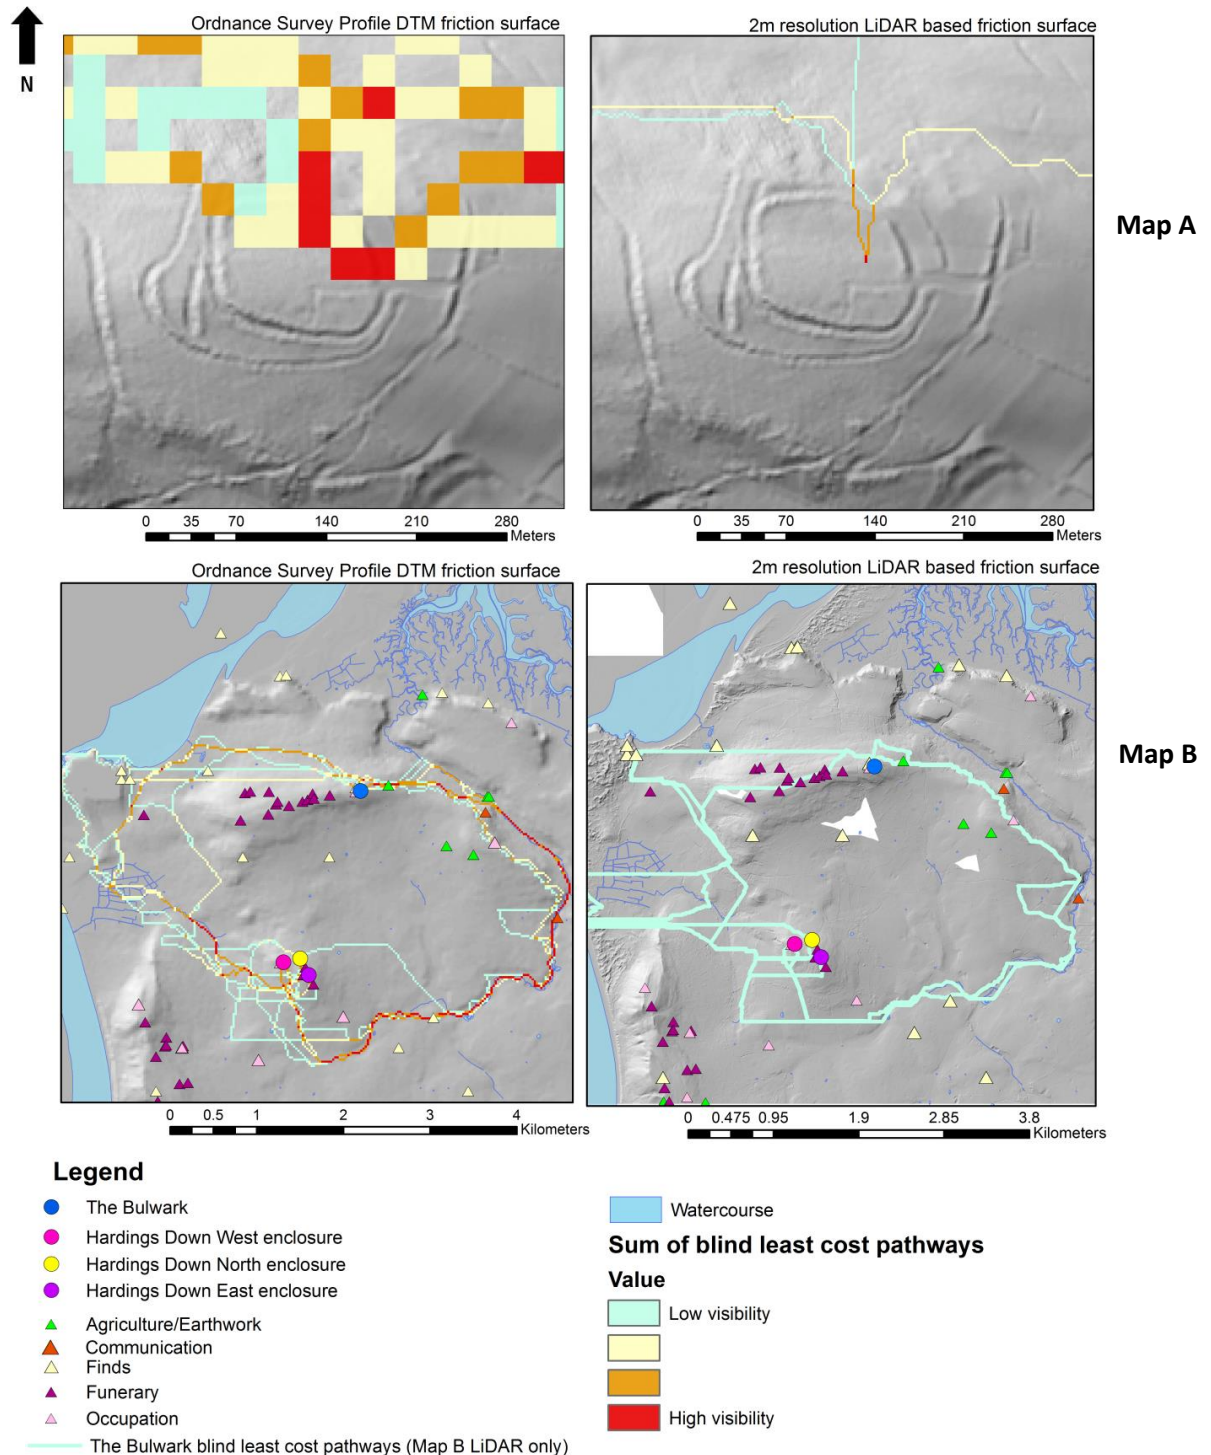 N
Ordnance Survey Profile DTM friction surface
2m resolution LiDAR based friction surface
Map A
0 35 70 140 210 280
Meters
0 35 70 140 210 280
Meters
Ordnance Survey Profile DTM friction surface
2m resolution LiDAR based friction surface
Map B
0 0.5 1 2 3 4
Kilometers
0 0.475 0.95 1.9 2.85 3.8
Kilometers
Legend
The Bulwark
Hardings Down West enclosure
Hardings Down North enclosure
Hardings Down East enclosure
Agriculture/Earthwork
Communication
Finds
Funerary
Occupation
The Bulwark blind least cost pathways (Map B LiDAR only)
Watercourse
Sum of blind least cost pathways
Value
Low visibility
High visibility